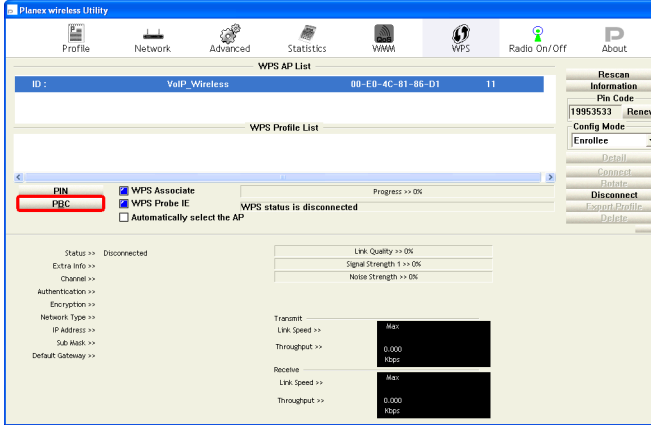 Planex wireless Utility
Profile Network Advanced Statistics WMM WPS Radio On/Off About
QoS
WPS AP List
ID : VoIP_Wireless 00-E0-4C-81-86-D1 11
Rescan
Information
Pin Code
19953533 Renew
WPS Profile List
Config Mode
Enrollee
Detail
Connect
Rotate
Disconnect
Export Profile
Delete
PIN
PBC
WPS Associate
WPS Probe IE
Automatically select the AP
Progress >> 0%
WPS status is disconnected
Status >> Disconnected
Extra Info >>
Channel >>
Authentication >>
Encryption >>
Network Type >>
IP Address >>
Sub Mask >>
Default Gateway >>
Link Quality >> 0%
Signal Strength 1 >> 0%
Noise Strength >> 0%
Transmit
Link Speed >>
Throughput >>
Max
0.000
Kbps
Receive
Link Speed >>
Throughput >>
Max
0.000
Kbps